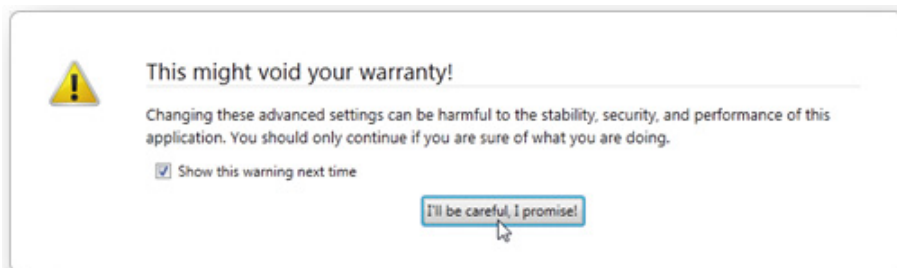 This might void your warranty!
Changing these advanced settings can be harmful to the stability, security, and performance of this
application. You should only continue if you are sure of what you are doing.
Show this warning next time
I'll be careful, I promise!